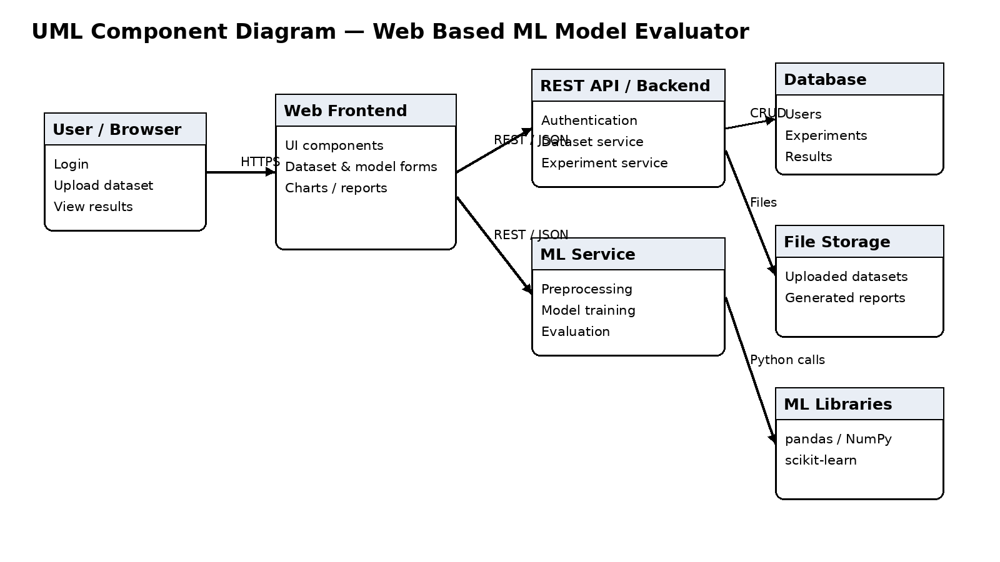 UML Component Diagram — Web Based ML Model Evaluator
User / Browser
Login
Upload dataset
View results
HTTPS
Web Frontend
UI components
Dataset & model forms
Charts / reports
REST / JSON
REST / JSON
REST API / Backend
Authentication
Dataset service
Experiment service
ML Service
Preprocessing
Model training
Evaluation
CRUD
Files
Python calls
Database
Users
Experiments
Results
File Storage
Uploaded datasets
Generated reports
ML Libraries
pandas / NumPy
scikit-learn